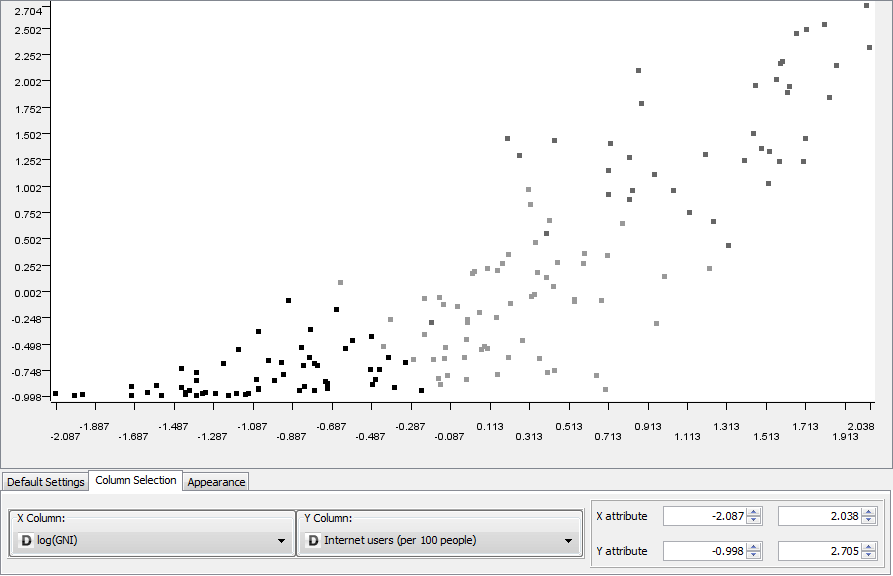 2.704
2.502
2.252
2.002
1.752
1.502
1.252
1.002
0.752
0.502
0.252
0.002
-0.248
-0.498
-0.748
-0.998
-1.887 -1.487 -1.087 -0.687 -0.287 0.113 0.513 0.913 1.313 1.713 2.038
-2.087 -1.687 -1.287 -0.887 -0.487 -0.087 0.313 0.713 1.113 1.513 1.913
Default Settings Column Selection Appearance
X Column: Y Column:
X attribute -2.087 2.038
D log(GNI) D Internet users (per 100 people)
Y attribute -0.998 2.705